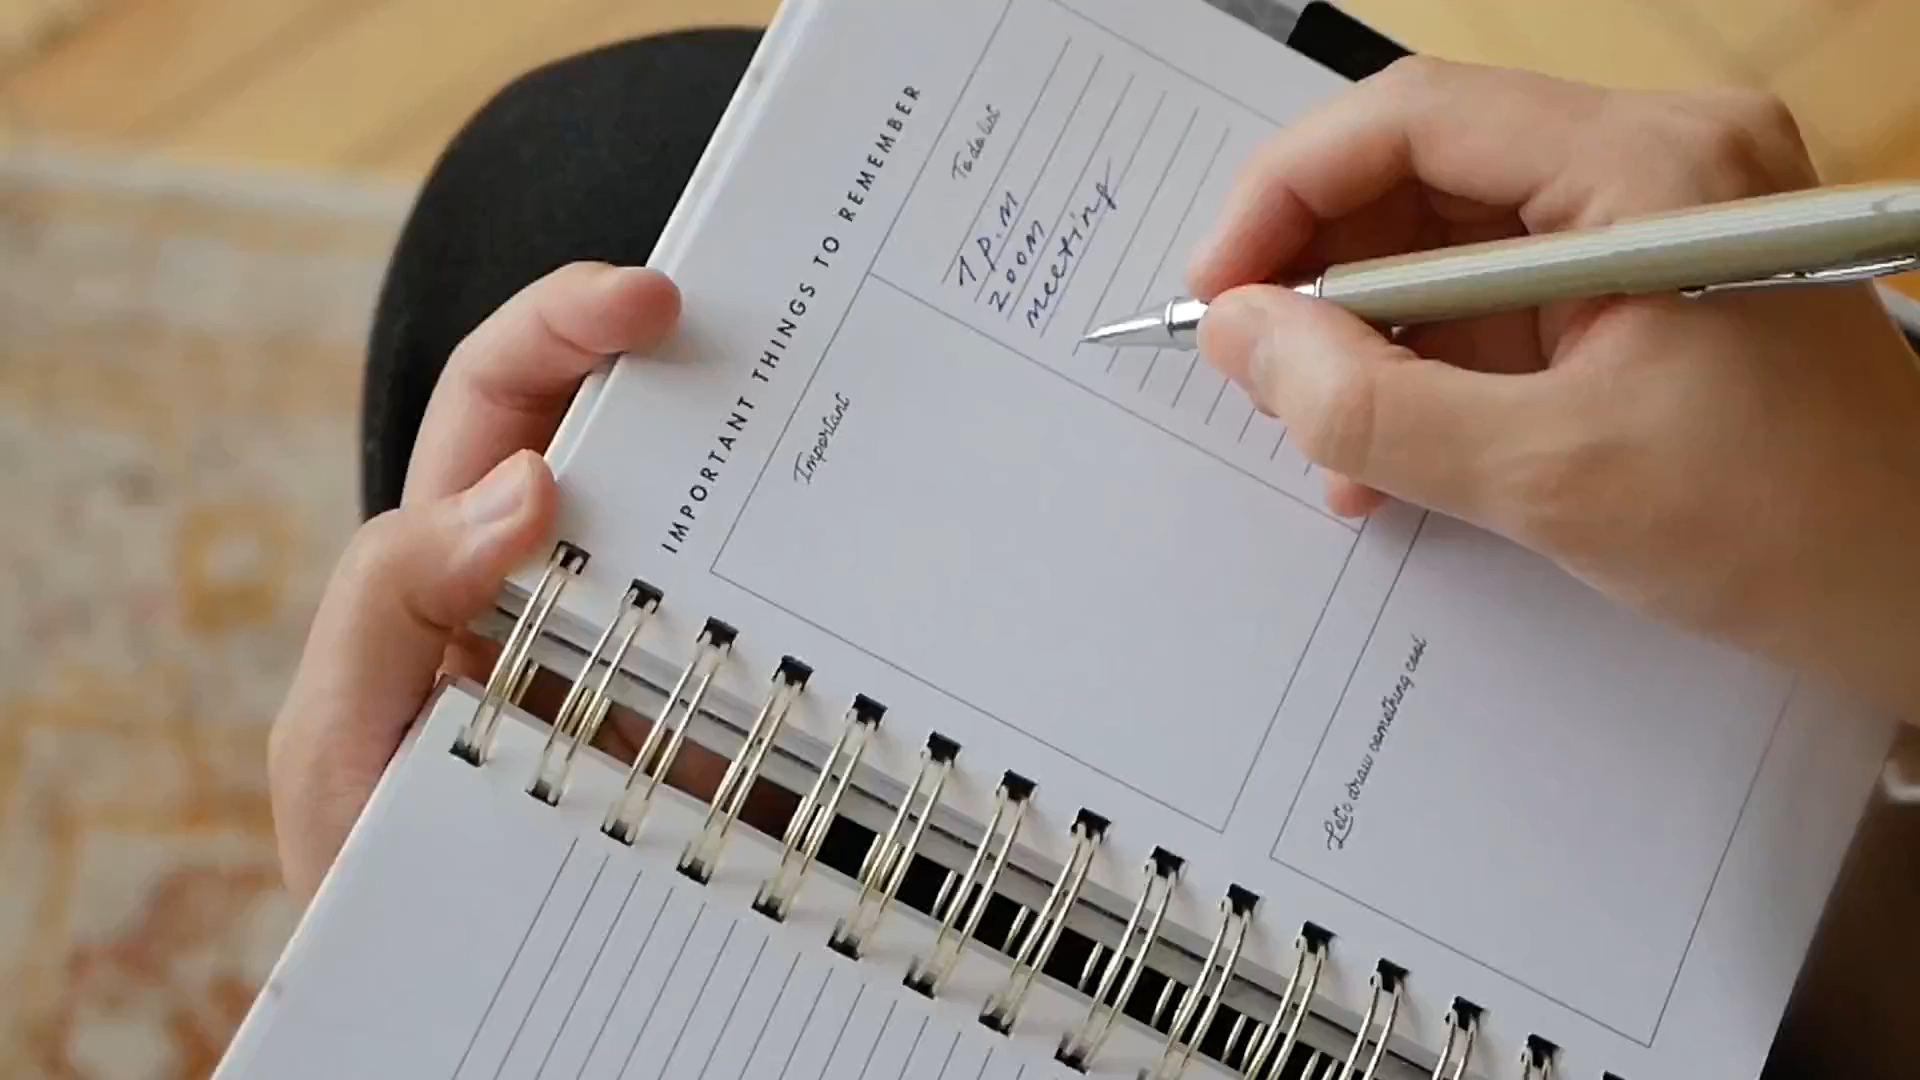 IMPORTANT THINGS TO REMEMBER
To do list
1 P.M
ZOOM
meeting
Important
Let's draw something cool